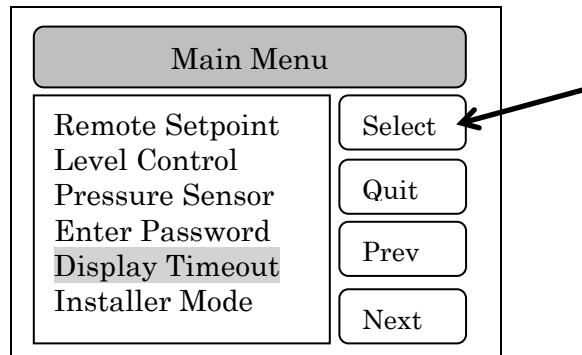 Main Menu
Remote Setpoint
Level Control
Pressure Sensor
Enter Password
Display Timeout
Installer Mode
Select
Quit
Prev
Next